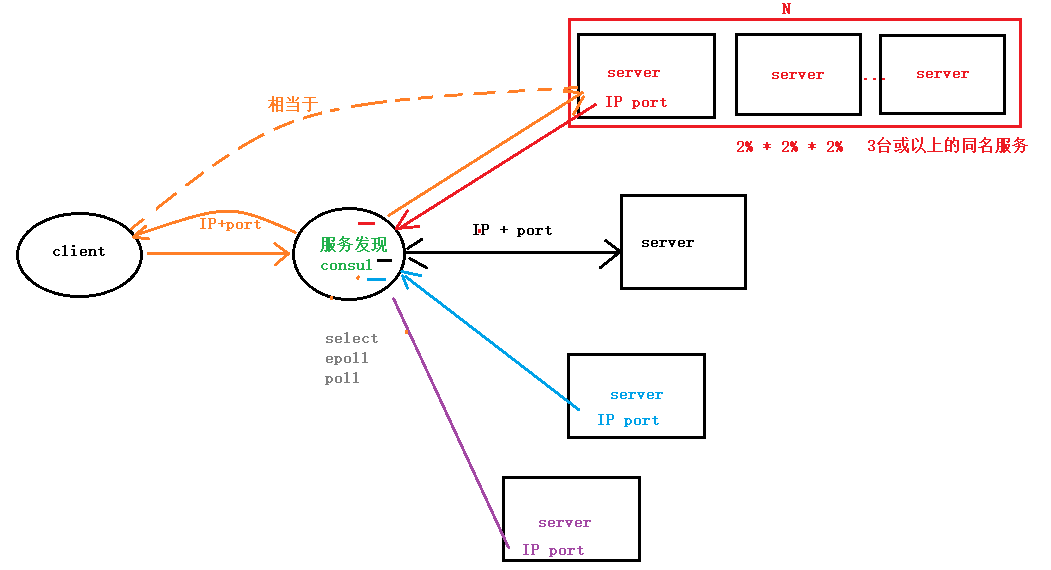 N
server
server
server
...
IP port
相当于
2% * 2% * 2%
3台或以上的同名服务
IP+port
client
服务发现
consul
IP + port
server
select
epoll
poll
server
IP port
server
IP port